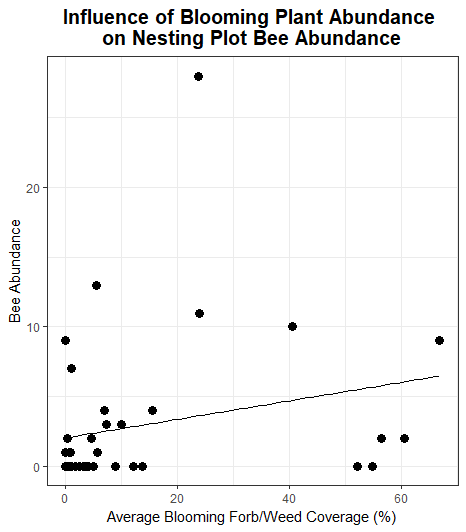 Influence of Blooming Plant Abundance
on Nesting Plot Bee Abundance
Bee Abundance
20
10
0
0 20 40 60
Average Blooming Forb/Weed Coverage (%)